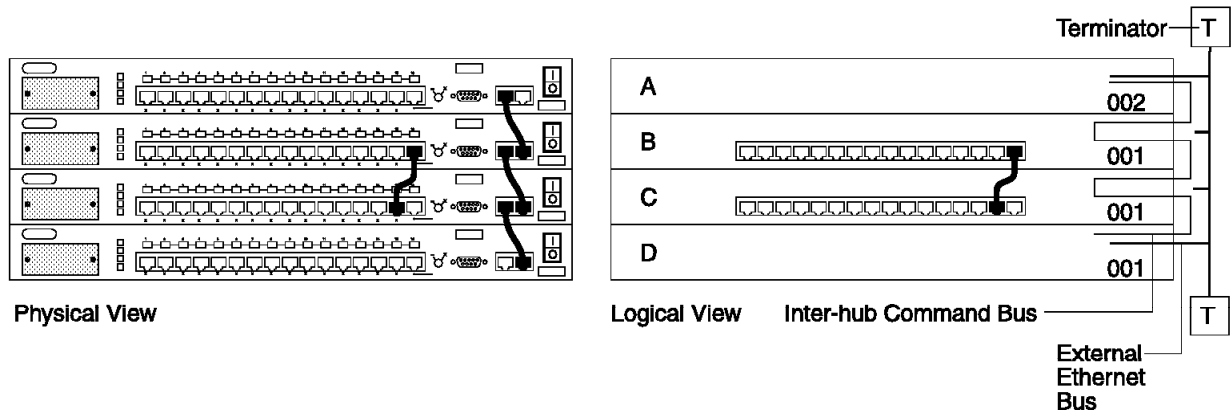 Terminator
T
A
002
B
001
C
001
D
001
Physical View
Logical View
Inter-hub Command Bus
T
External
Ethernet
Bus